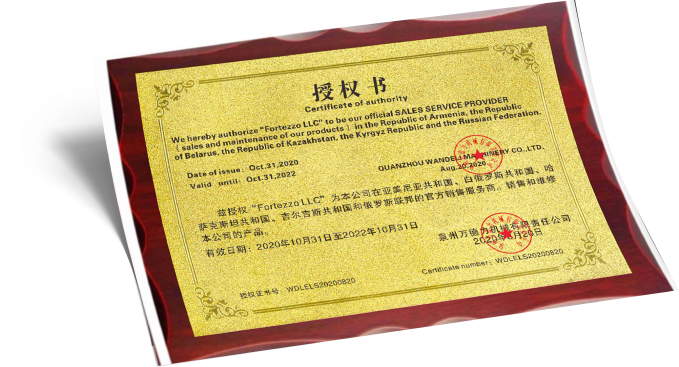 授权书
Certificate of authority
We hereby authorize "Fortezzo LLC" to be our official SALES SERVICE PROVIDER
( sales and maintenance of our products ) in the Republic of Armenia, the Republic
of Belarus, the Republic of Kazakhstan, the Kyrgyz Republic and the Russian Federation.
Date of issue: Oct.31,2020
Valid until: Oct.31,2022
QUANZHOU WANDELI MACHINERY CO.,LTD.
Aug.20,2020
兹授权"Fortezzo LLC" 为本公司在亚美尼亚共和国、白俄罗斯共和国、哈
萨克斯坦共和国、吉尔吉斯共和国和俄罗斯联邦的官方销售服务商，销售和维修
本公司的产品。
有效日期：2020年10月31日至2022年10月31日
泉州万德力机械有限责任公司
2020年8月20日
授权证书号：WDLELS20200820
Certificate number：WDLELS20200820